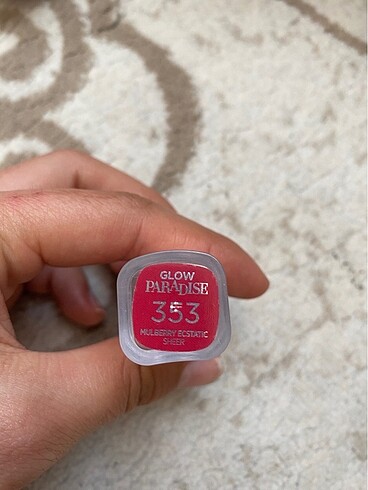 GLOW
PARADISE
353
MULBERRY ECSTATIC
SHEER